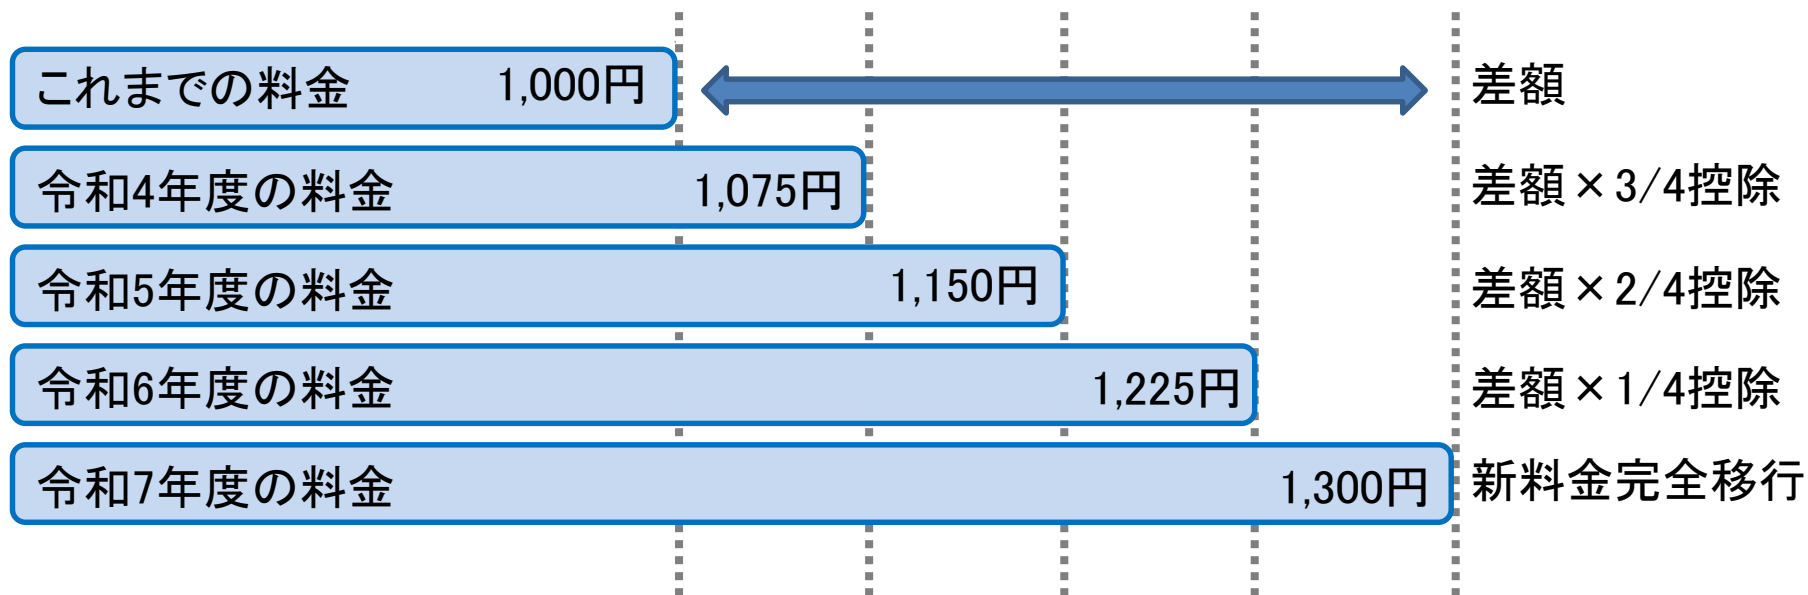 これまでの料金 1,000円 差額
令和4年度の料金 1,075円 差額×3/4控除
令和5年度の料金 1,150円 差額×2/4控除
令和6年度の料金 1,225円 差額×1/4控除
令和7年度の料金 1,300円 新料金完全移行